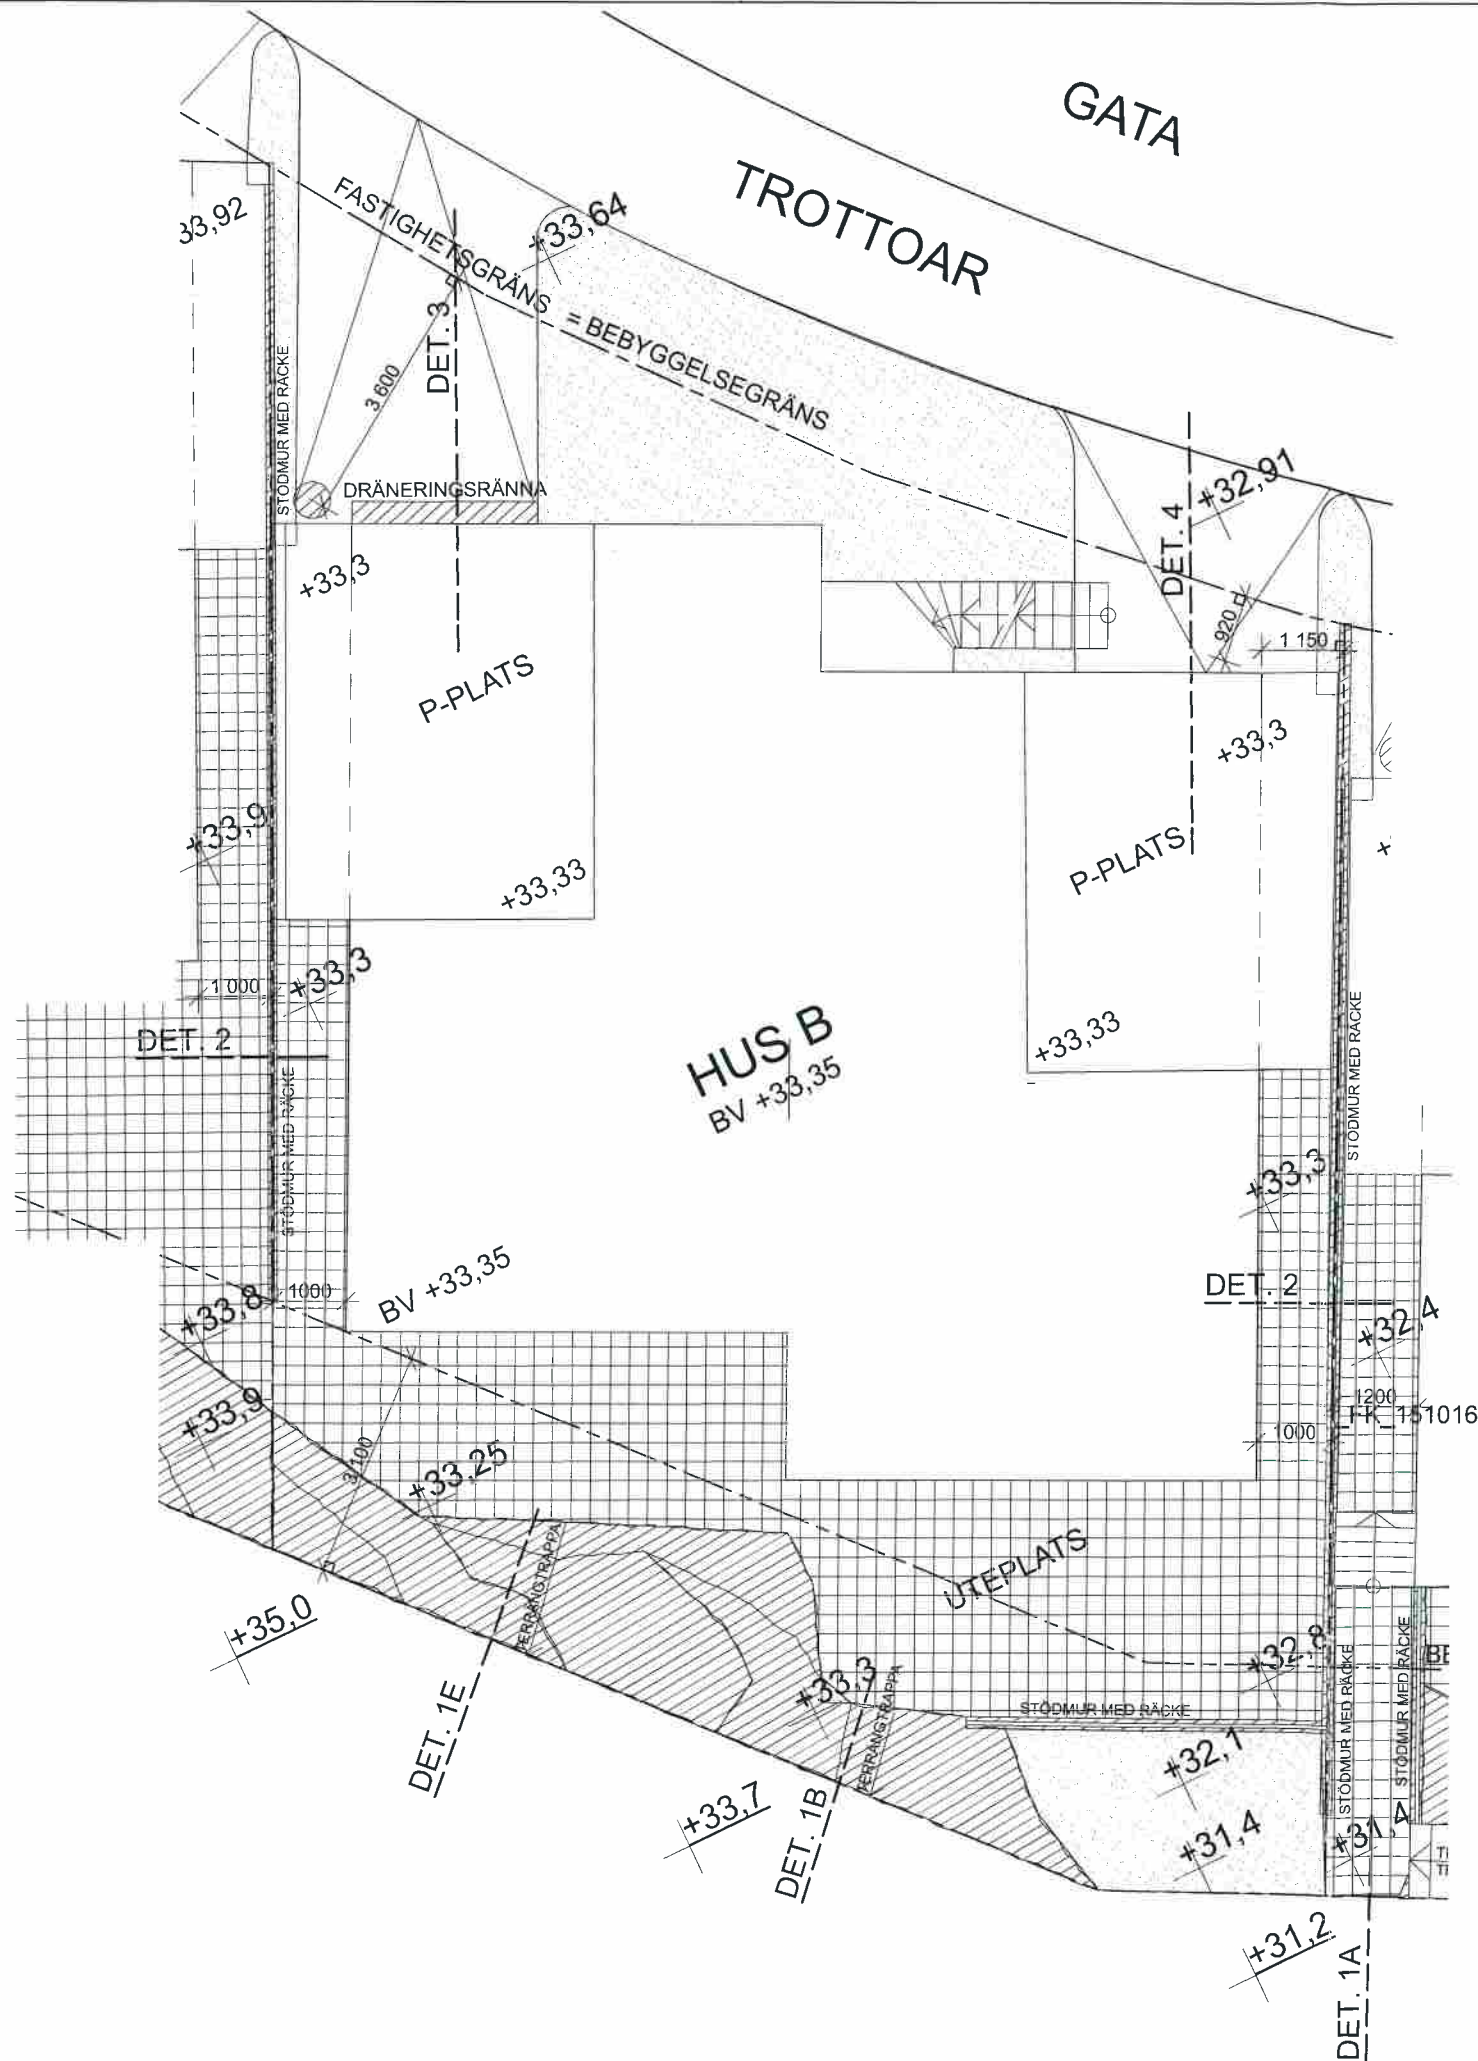 GATA
TROTTOAR
33,92
FASTIGHETSGRÄNS = BEBYGGELSEGRÄNS
+33,64
DET. 3
3 600
STÖDMUR MED RÄCKE
DRÄNERINGSRÄNNA
+32,91
DET. 4
920
1 150
+33,3
P-PLATS
+33,3
+33,9
P-PLATS
+33,33
+33,3
1 000
DET. 2
HUS B
BV +33,35
+33,33
STÖDMUR MED RÄCKE
STÖDMUR MED RÄCKE
+33,3
BV +33,35
1000
+33,8
DET. 2
+32,4
1200
FK_151016
1000
+33,9
3 100
+33,25
TERRÄNGTRAPPA
UTEPLATS
+35,0
+32,8
BE
+33,3
TERRÄNGTRAPPA
STÖDMUR MED RÄCKE
STÖDMUR MED RÄCKE
STÖDMUR MED RÄCKE
DET. 1E
+32,1
+33,7
DET. 1B
+31,4
+31,4
+31,2
DET. 1A